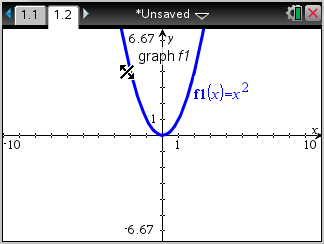 1.1 1.2 *Unsaved
6.67 y
graph f1
f1(x)=x²
1
x
-10 1 10
-6.67